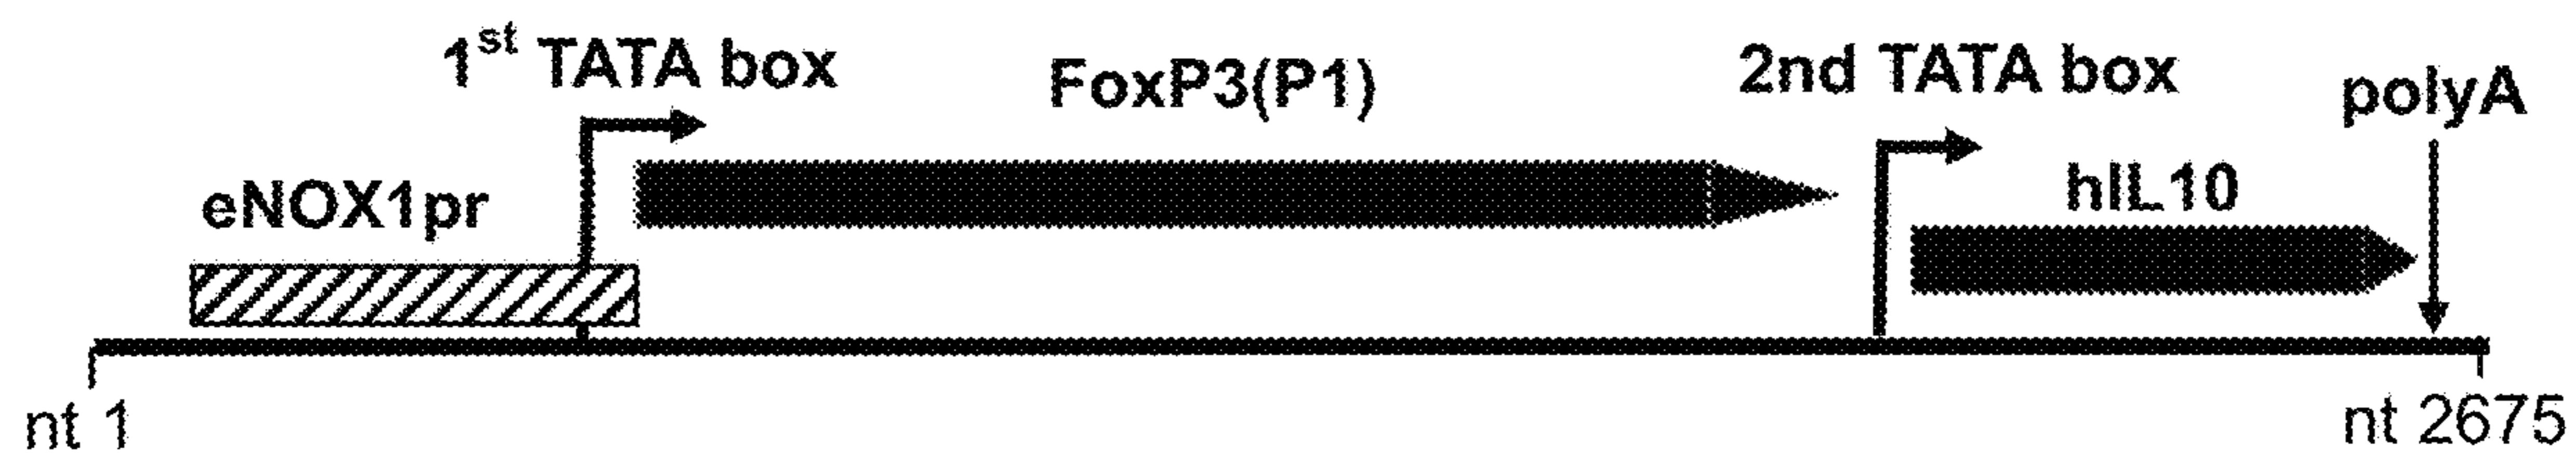 1st TATA box
FoxP3(P1)
2nd TATA box
polyA
eNOX1pr
hIL10
nt 1
nt 2675